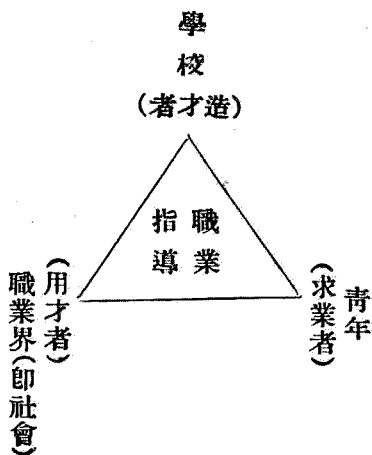 學
校
(造才者)
職業
指導
青年
(求業者)
(用才者)
職業界(卽社會)